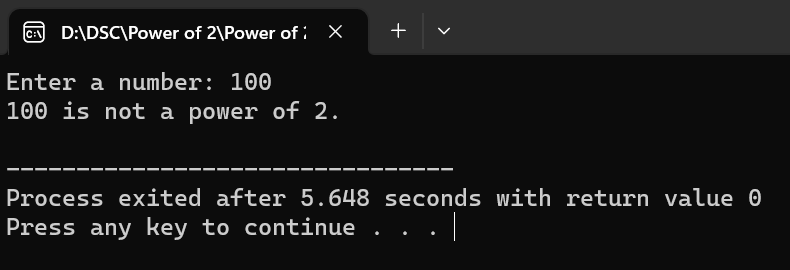 D:\DSC\Power of 2\Power of 2
Enter a number: 100
100 is not a power of 2.
--------------------------------
Process exited after 5.648 seconds with return value 0
Press any key to continue . . .